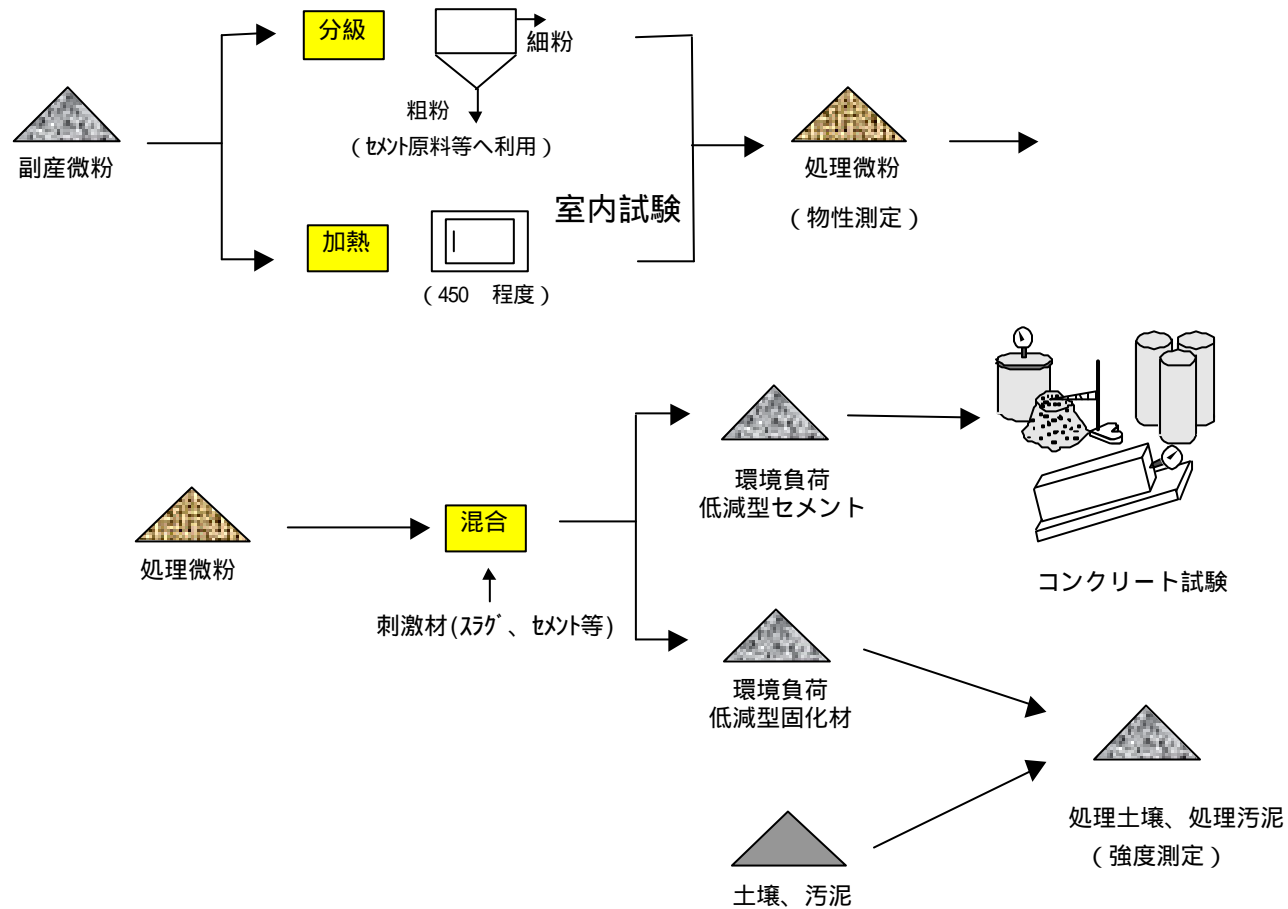 分級
細粉
粗粉
(ｾﾒﾝﾄ原料等へ利用)
副産微粉
処理微粉
(物性測定)
室内試験
加熱
(450　程度)
環境負荷
低減型セメント
コンクリート試験
処理微粉
混合
刺激材(ｽﾗｸﾞ、ｾﾒﾝﾄ等)
環境負荷
低減型固化材
処理土壌、処理汚泥
(強度測定)
土壌、汚泥